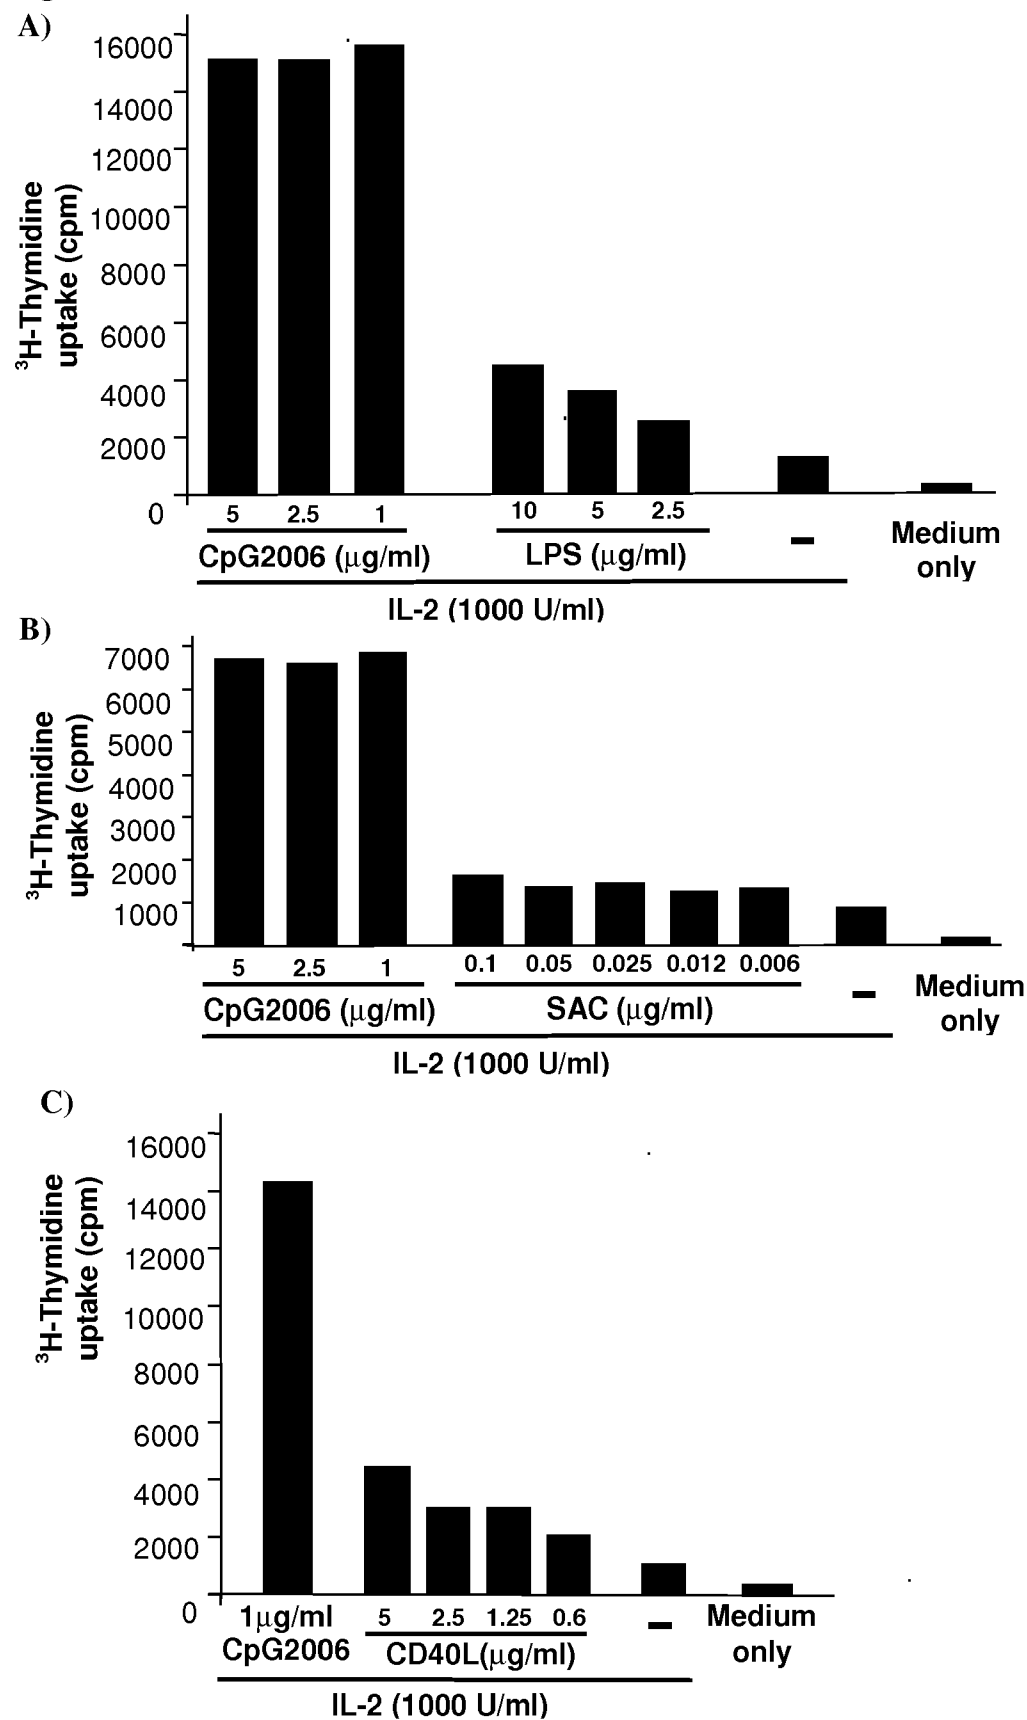 A)
³H-Thymidine
uptake (cpm)
16000
14000
12000
10000
8000
6000
4000
2000
0
5 2.5 1 10 5 2.5
CpG2006 (μg/ml) LPS (μg/ml) – Medium
only
IL-2 (1000 U/ml)
B)
³H-Thymidine
uptake (cpm)
7000
6000
5000
4000
3000
2000
1000
5 2.5 1 0.1 0.05 0.025 0.012 0.006
CpG2006 (μg/ml) SAC (μg/ml) – Medium
only
IL-2 (1000 U/ml)
C)
³H-Thymidine
uptake (cpm)
16000
14000
12000
10000
8000
6000
4000
2000
0
1μg/ml 5 2.5 1.25 0.6 – Medium
CpG2006 CD40L(μg/ml) only
IL-2 (1000 U/ml)